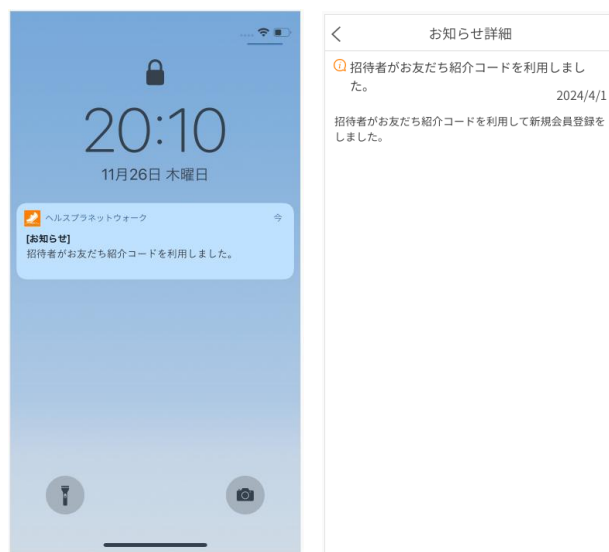 20:10
11月26日 木曜日
ヘルスプラネットウォーク 今
[お知らせ]
招待者がお友だち紹介コードを利用しました。
お知らせ詳細
招待者がお友だち紹介コードを利用しまし
た。
2024/4/1
招待者がお友だち紹介コードを利用して新規会員登録を
しました。